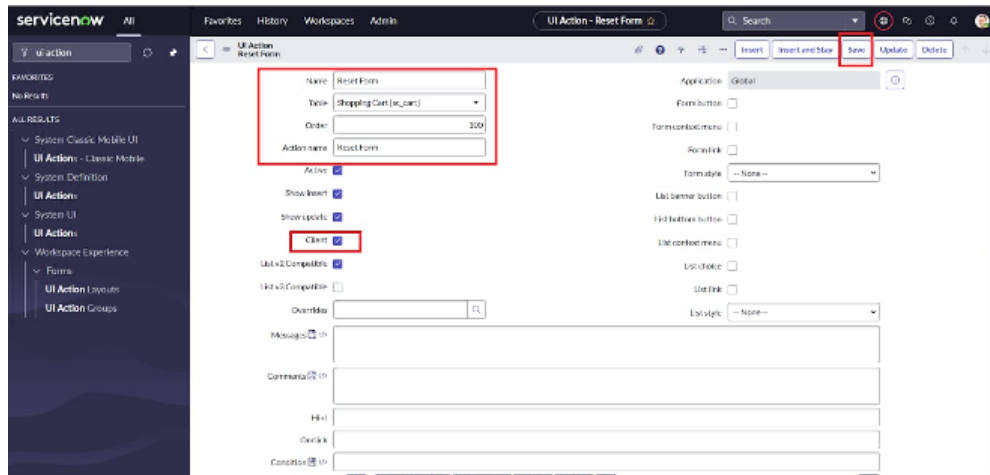 servicenow All Favorites History Workspaces Admin UI Action - Reset Form Search
ui action
UI Action
Reset Form
Insert Insert and Stay Save Update Delete
FAVORITES
No Results
ALL RESULTS
System Classic Mobile UI
UI Actions - Classic Mobile
System Definition
UI Actions
System UI
UI Actions
Workspace Experience
Forms
UI Action Layouts
UI Action Groups
Name Reset Form
Table Shopping Cart [sc_cart]
Order 100
Action name Reset Form
Active
Show insert
Show update
Client
List v2 Compatible
List v3 Compatible
Overrides
Messages
Comments
Hint
Onclick
Condition
Application Global
Form button
Form context menu
Form link
Form style -- None --
List banner button
List bottom button
List context menu
List choice
List link
List style -- None --